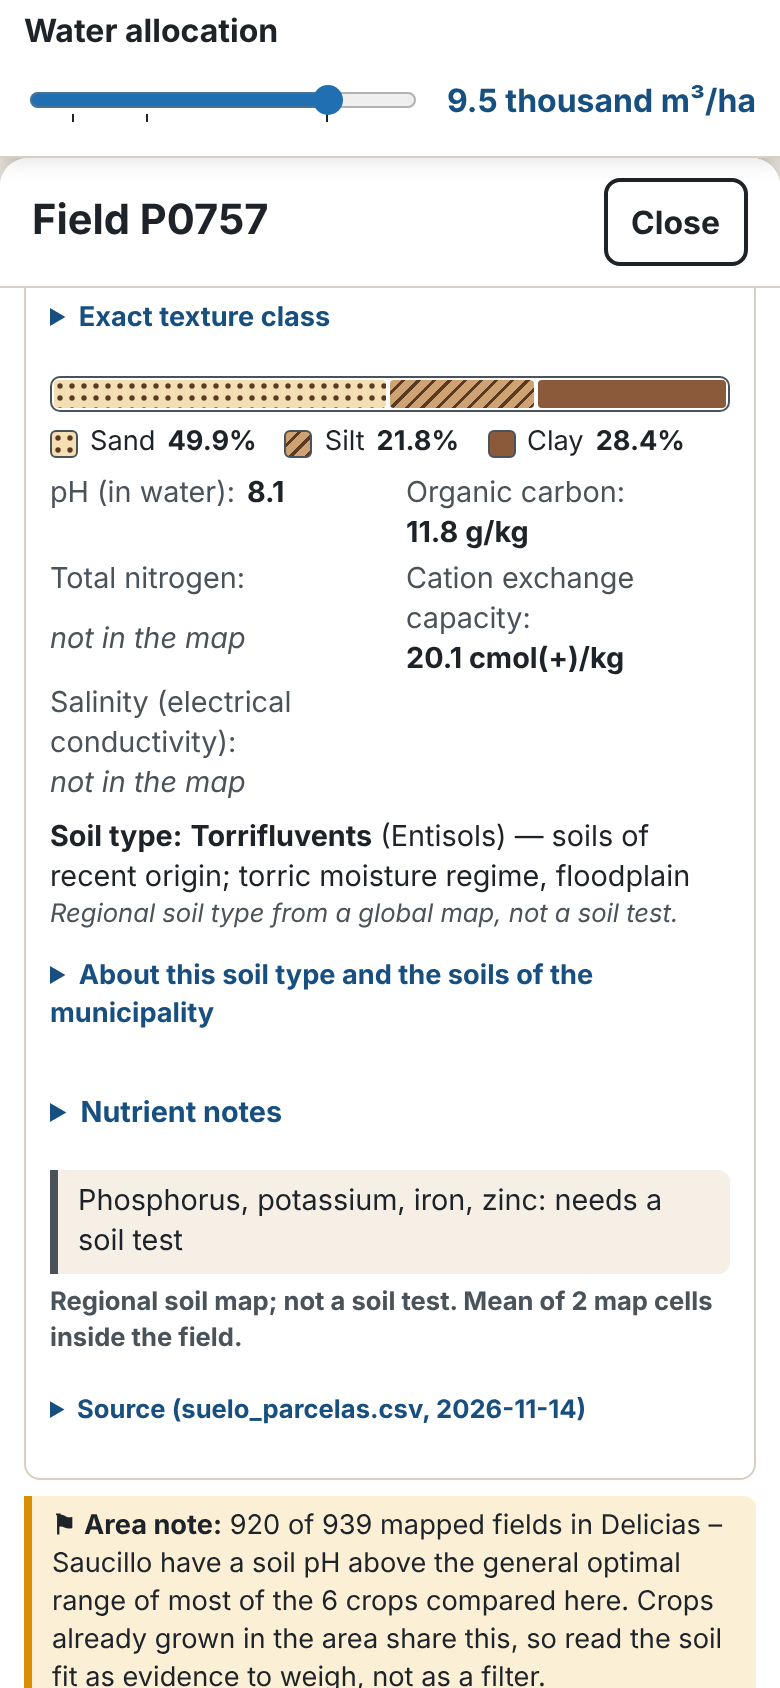 Water allocation
9.5 thousand m³/ha
Field P0757
Close
Exact texture class
Sand 49.9% Silt 21.8% Clay 28.4%
pH (in water): 8.1
Organic carbon:
11.8 g/kg
Total nitrogen:
not in the map
Cation exchange
capacity:
20.1 cmol(+)/kg
Salinity (electrical
conductivity):
not in the map
Soil type: Torrifluvents (Entisols) — soils of
recent origin; torric moisture regime, floodplain
Regional soil type from a global map, not a soil test.
About this soil type and the soils of the
municipality
Nutrient notes
Phosphorus, potassium, iron, zinc: needs a
soil test
Regional soil map; not a soil test. Mean of 2 map cells
inside the field.
Source (suelo_parcelas.csv, 2026-11-14)
Area note: 920 of 939 mapped fields in Delicias –
Saucillo have a soil pH above the general optimal
range of most of the 6 crops compared here. Crops
already grown in the area share this, so read the soil
fit as evidence to weigh, not as a filter.